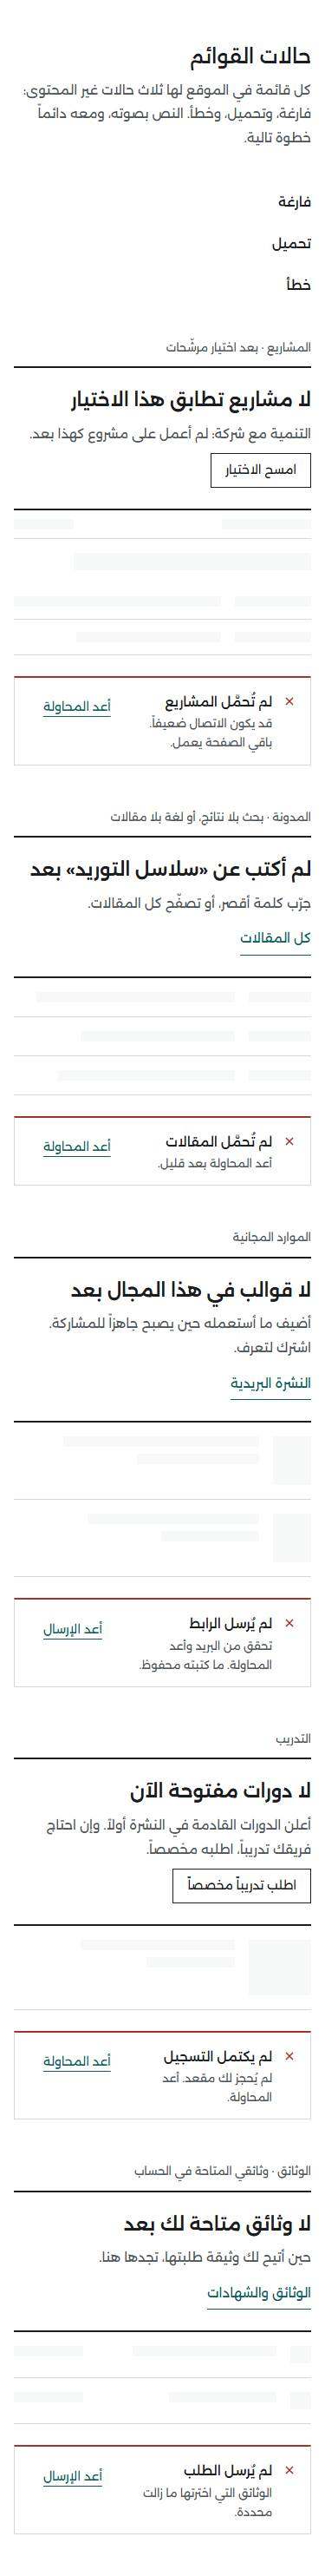 حالات القوائم
كل قائمة في الموقع لها ثلاث حالات غير المحتوى:
فارغة، وتحميل، وخطأ. النص بصوته، ومعه دائماً
خطوة تالية.
فارغة
تحميل
خطأ
المشاريع · بعد اختيار مرشّحات
لا مشاريع تطابق هذا الاختيار
التنمية مع شركة: لم أعمل على مشروع كهذا بعد.
امسح الاختيار
لم تُحمَّل المشاريع
أعد المحاولة
قد يكون الاتصال ضعيفاً.
باقي الصفحة يعمل.
المدونة · بحث بلا نتائج، أو لغة بلا مقالات
لم أكتب عن «سلاسل التوريد» بعد
جرّب كلمة أقصر، أو تصفّح كل المقالات.
كل المقالات
لم تُحمَّل المقالات
أعد المحاولة
أعد المحاولة بعد قليل.
الموارد المجانية
لا قوالب في هذا المجال بعد
أضيف ما أستعمله حين يصبح جاهزاً للمشاركة.
اشترك لتعرف.
النشرة البريدية
لم يُرسل الرابط
أعد الإرسال
تحقق من البريد وأعد
المحاولة. ما كتبته محفوظ.
التدريب
لا دورات مفتوحة الآن
أعلن الدورات القادمة في النشرة أولاً. وإن احتاج
فريقك تدريباً، اطلبه مخصصاً.
اطلب تدريباً مخصصاً
لم يكتمل التسجيل
أعد المحاولة
لم يُحجز لك مقعد. أعد
المحاولة.
الوثائق · وثائقي المتاحة في الحساب
لا وثائق متاحة لك بعد
حين أتيح لك وثيقة طلبتها، تجدها هنا.
الوثائق والشهادات
لم يُرسل الطلب
أعد الإرسال
الوثائق التي اخترتها ما زالت
محددة.